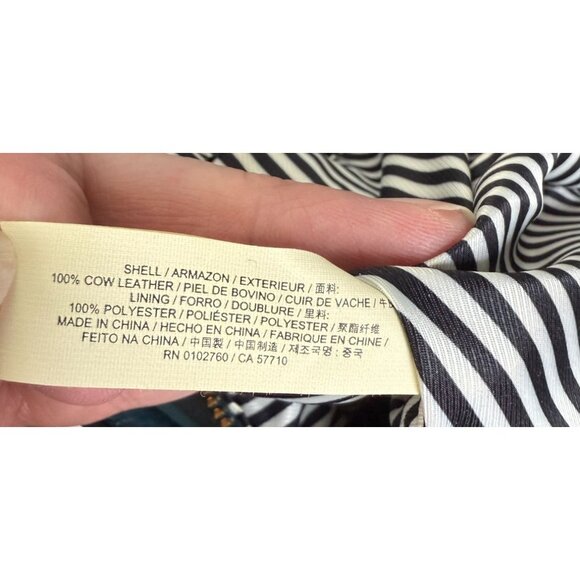 SHELL / ARMAZON / EXTERIEUR / 面料:
100% COW LEATHER / PIEL DE BOVINO / CUIR DE VACHE / 牛
LINING / FORRO / DOUBLURE / 里料:
100% POLYESTER / POLIÉSTER / POLYESTER / 聚酯纤维
MADE IN CHINA / HECHO EN CHINA / FABRIQUE EN CHINE /
FEITO NA CHINA / 中国製 / 中国制造 / 제조국명: 중국
RN 0102760 / CA 57710